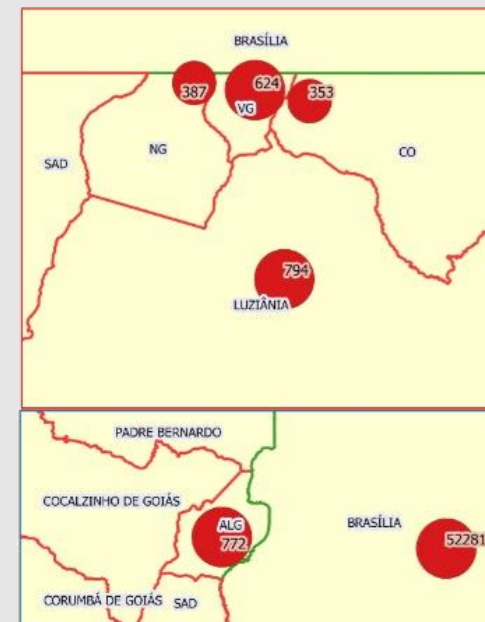 BRASÍLIA
387
624
353
VG
SAD
NG
CO
794
LUZIÂNIA
PADRE BERNARDO
COCALZINHO DE GOIÁS
ALG
772
BRASÍLIA
52281
CORUMBÁ DE GOIÁS
SAD